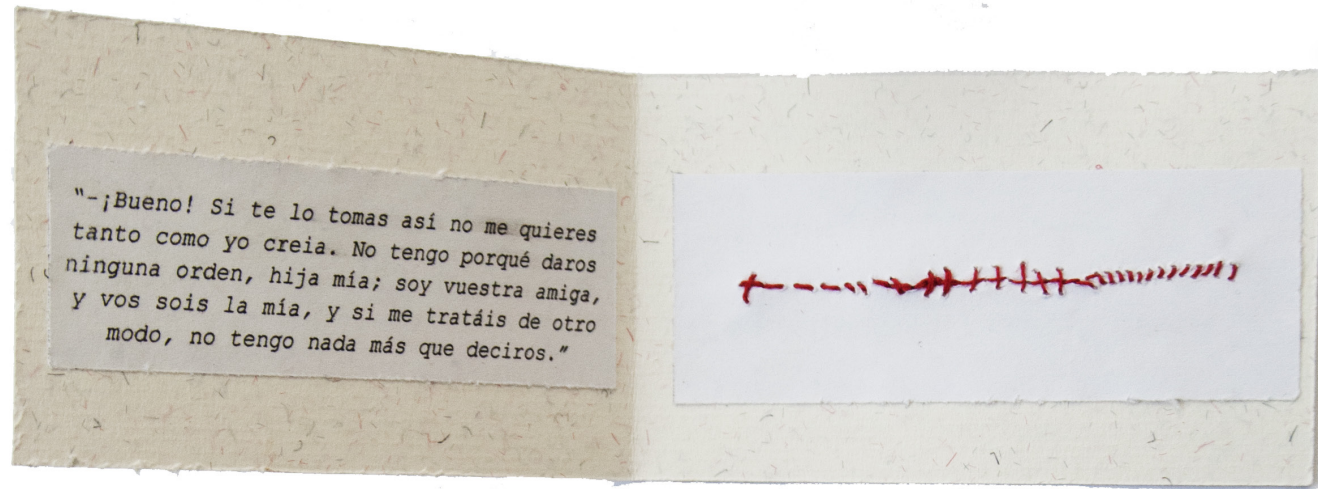 "-¡Bueno! Si te lo tomas así no me quieres
tanto como yo creia. No tengo porqué daros
ninguna orden, hija mía; soy vuestra amiga,
y vos sois la mía, y si me tratáis de otro
modo, no tengo nada más que deciros."